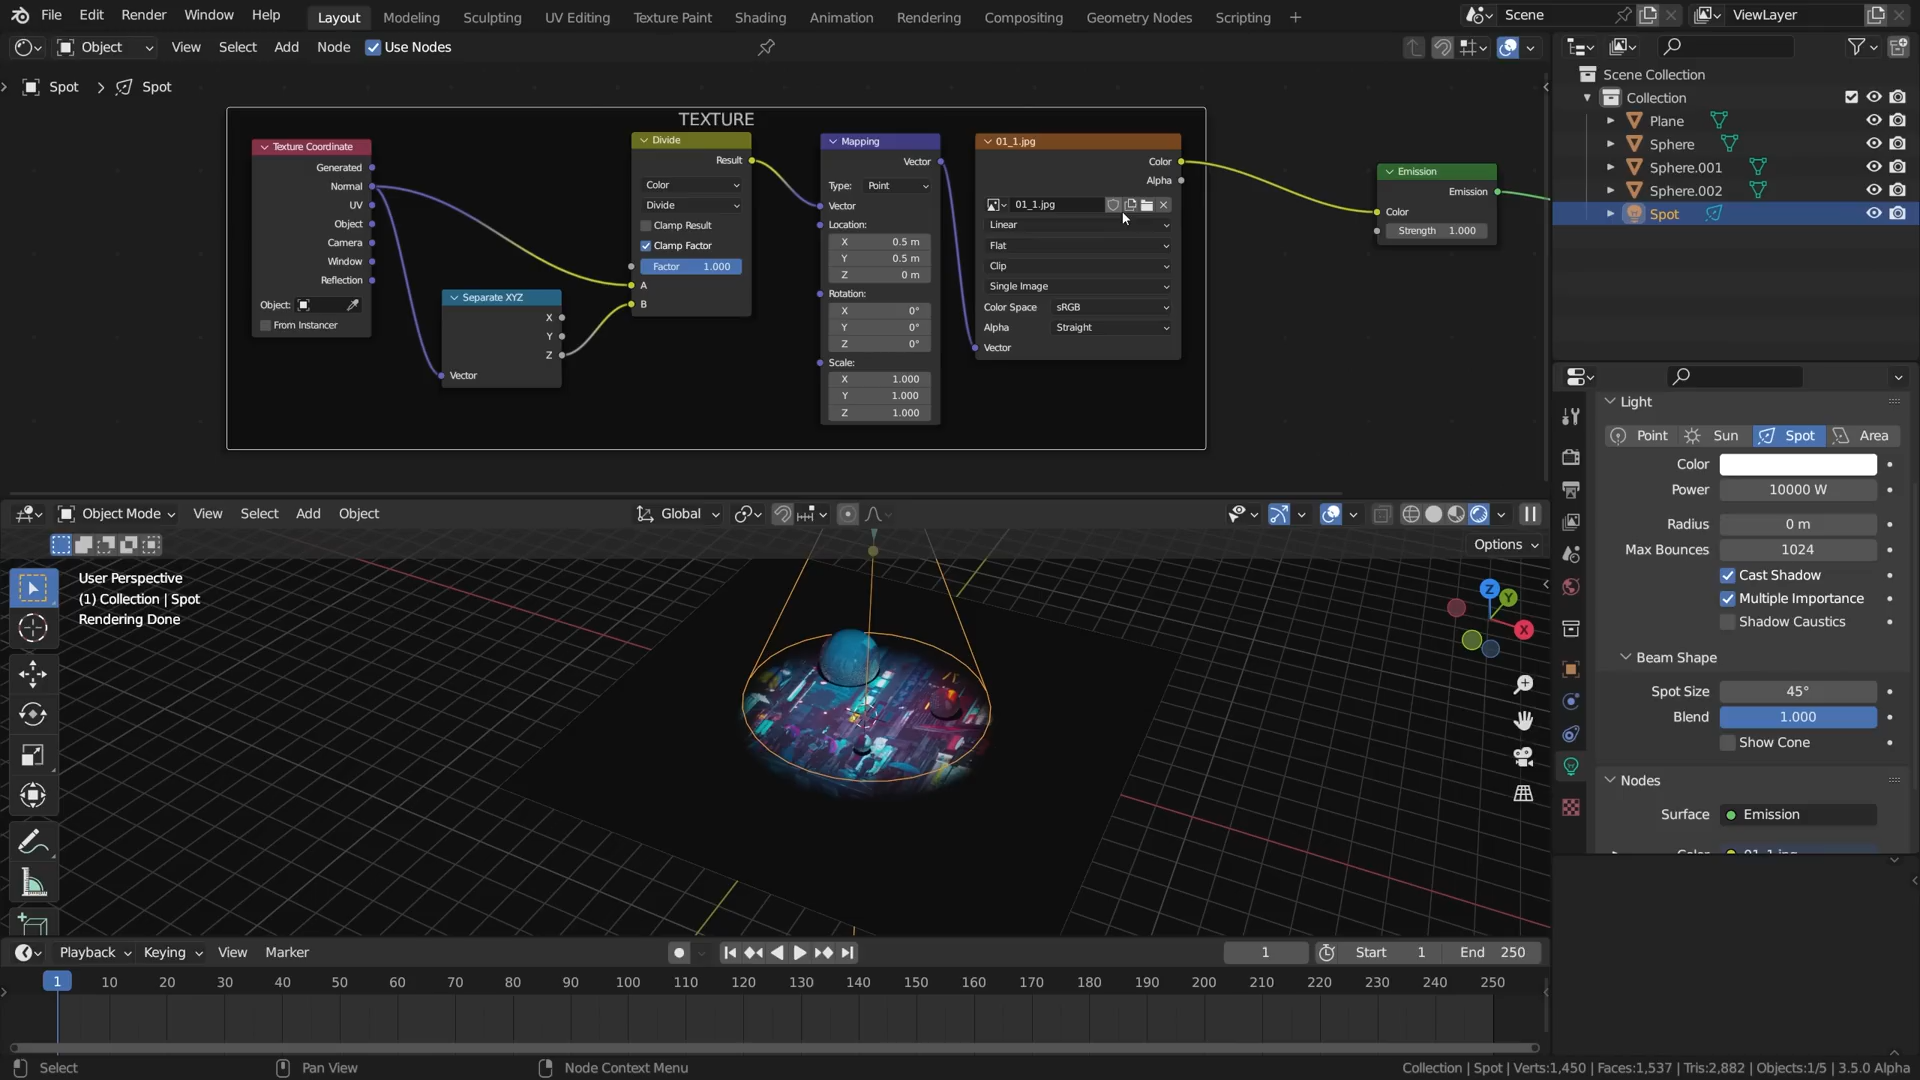 File Edit Render Window Help Layout Modeling Sculpting UV Editing Texture Paint Shading Animation Rendering Compositing Geometry Nodes Scripting + Scene ViewLayer
Object View Select Add Node Use Nodes
Spot > Spot
Scene Collection
Collection
Plane
Sphere
Sphere.001
Sphere.002
Spot
TEXTURE
Texture Coordinate
Generated
Normal
UV
Object
Camera
Window
Reflection
Object:
From Instancer
Separate XYZ
X
Y
Z
Vector
Divide
Result
Color
Divide
Clamp Result
Clamp Factor
Factor 1.000
A
B
Mapping
Vector
Type: Point
Vector
Location:
X 0.5 m
Y 0.5 m
Z 0 m
Rotation:
X 0°
Y 0°
Z 0°
Scale:
X 1.000
Y 1.000
Z 1.000
01_1.jpg
Color
Alpha
01_1.jpg
Linear
Flat
Clip
Single Image
Color Space sRGB
Alpha Straight
Vector
Emission
Emission
Color
Strength 1.000
Light
Point Sun Spot Area
Color
Power 10000 W
Radius 0 m
Max Bounces 1024
Cast Shadow
Multiple Importance
Shadow Caustics
Beam Shape
Spot Size 45°
Blend 1.000
Show Cone
Nodes
Surface Emission
Color 01_1.jpg
Object Mode View Select Add Object Global
Options
User Perspective
(1) Collection | Spot
Rendering Done
Z
Y
X
Playback Keying View Marker 1 Start 1 End 250
1 10 20 30 40 50 60 70 80 90 100 110 120 130 140 150 160 170 180 190 200 210 220 230 240 250
Select Pan View Node Context Menu Collection | Spot | Verts:1,450 | Faces:1,537 | Tris:2,882 | Objects:1/5 | 3.5.0 Alpha